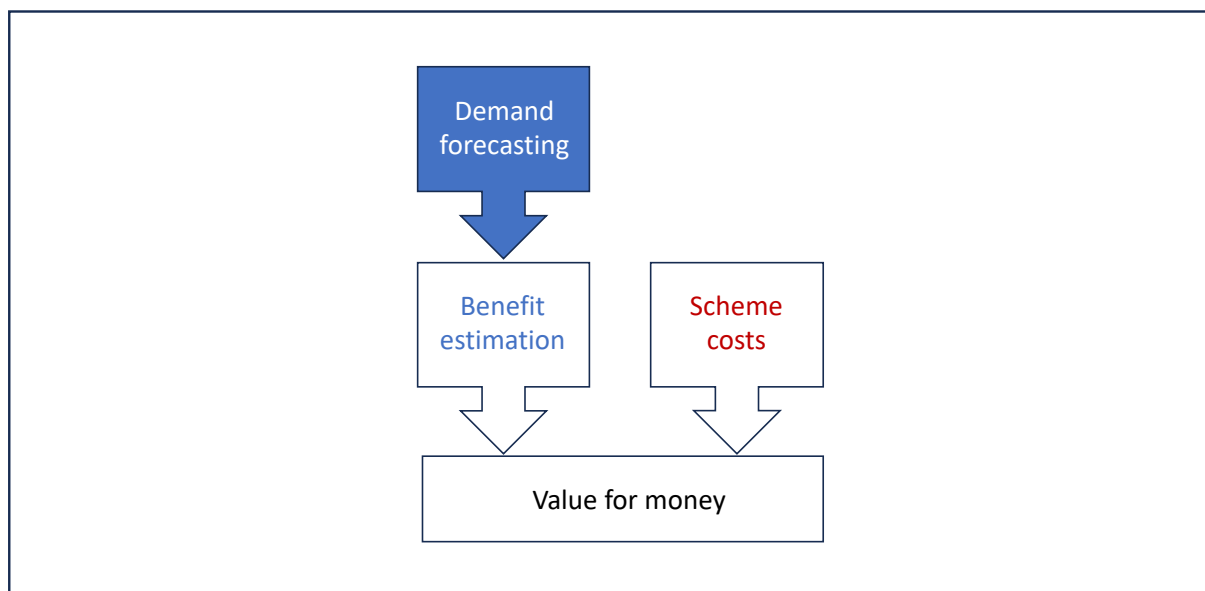 Demand
forecasting
Benefit
estimation
Scheme
costs
Value for money